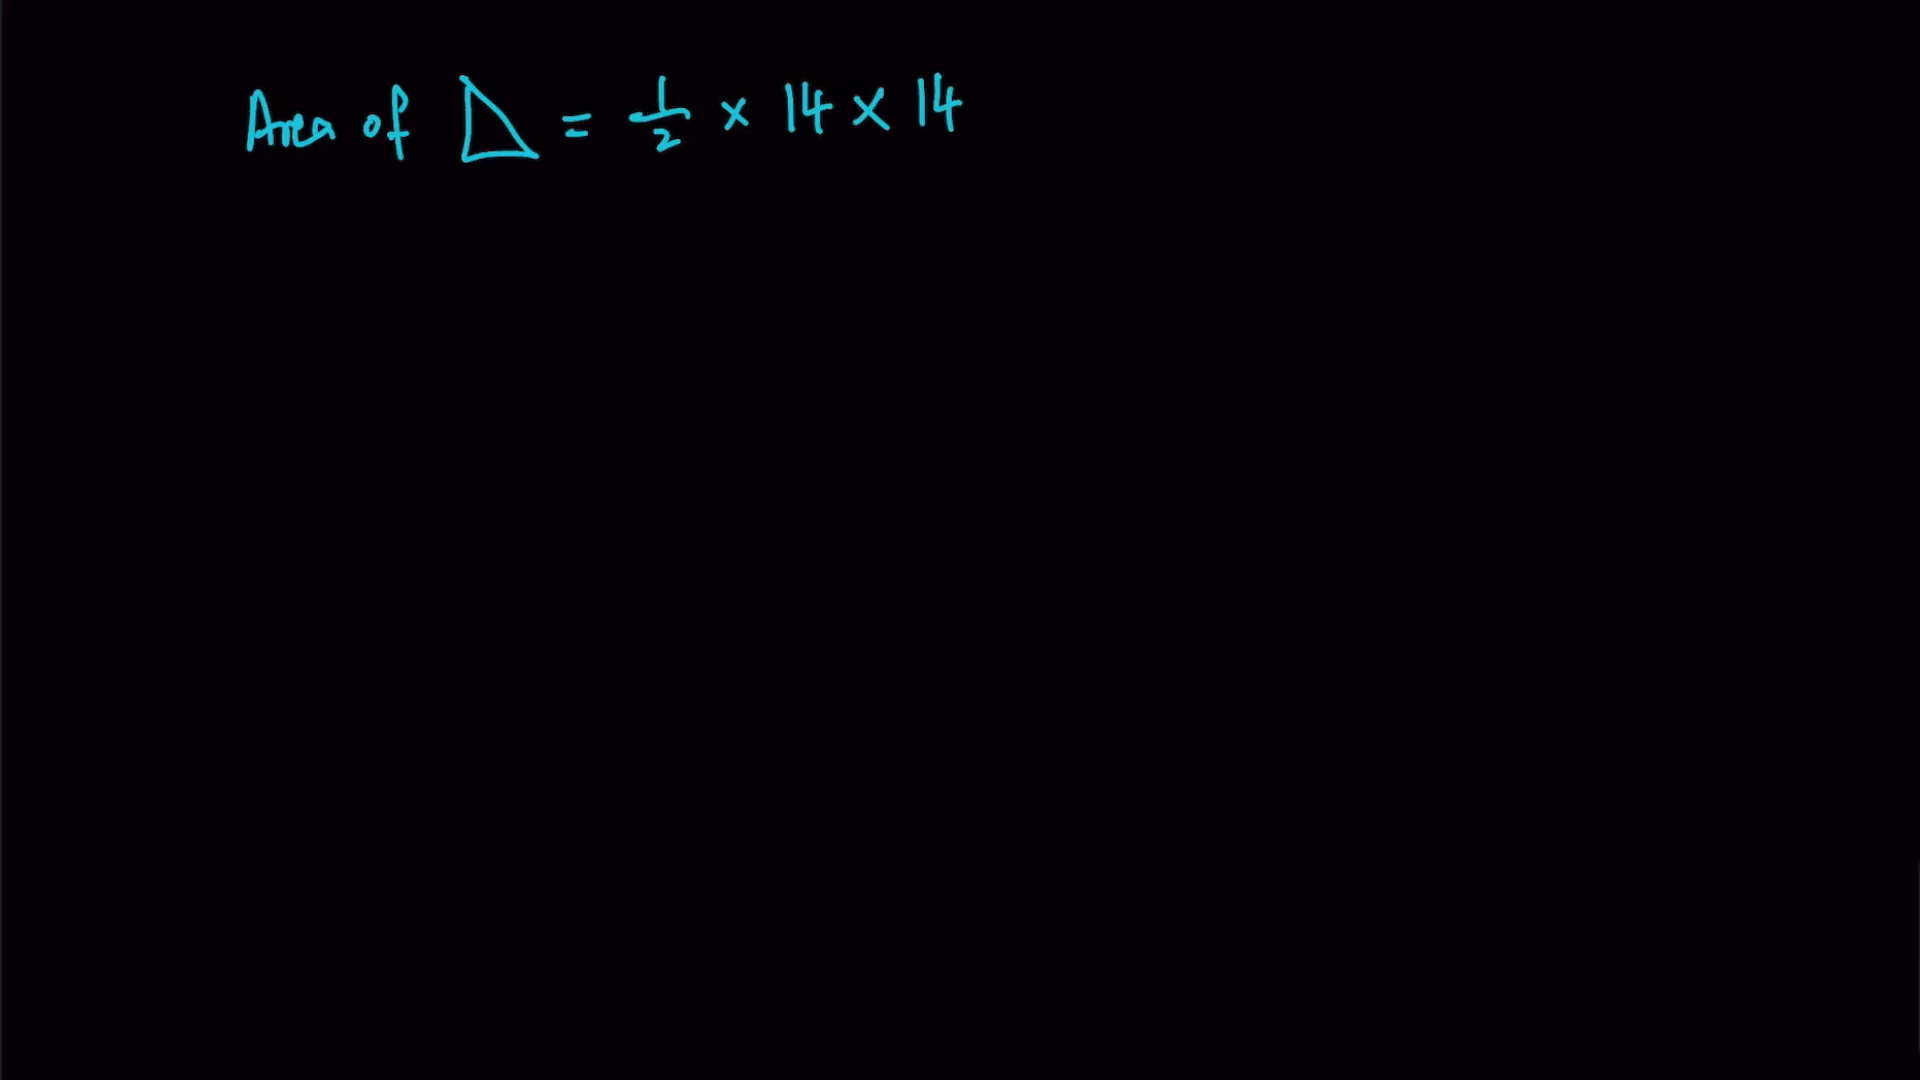 Area of △ = 1/2 × 14 × 14